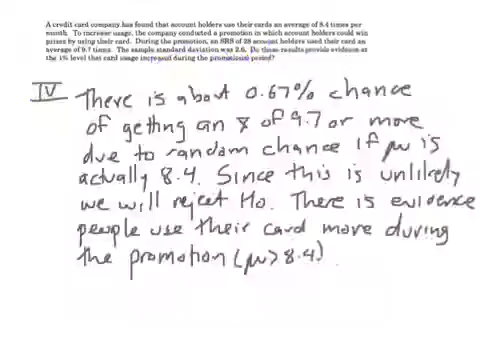 A credit card company has found that account holders use their cards an average of 8.4 times per
month. To increase usage, the company conducted a promotion in which account holders could win
prizes by using their card. During the promotion, an SRS of 28 account holders used their card an
average of 9.7 times. The sample standard deviation was 2.6. Do these results provide evidence at
the 1% level that card usage increased during the promotional period?
IV There is about 0.67% chance
of getting an x̄ of 9.7 or more
due to random chance if μ is
actually 8.4. Since this is unlikely
we will reject Ho. There is evidence
people use their card more during
the promotion (μ>8.4)